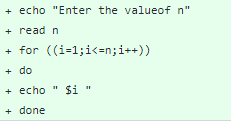 + echo "Enter the valueof n"
+ read n
+ for ((i=1;i<=n;i++))
+ do
+ echo " $i "
+ done